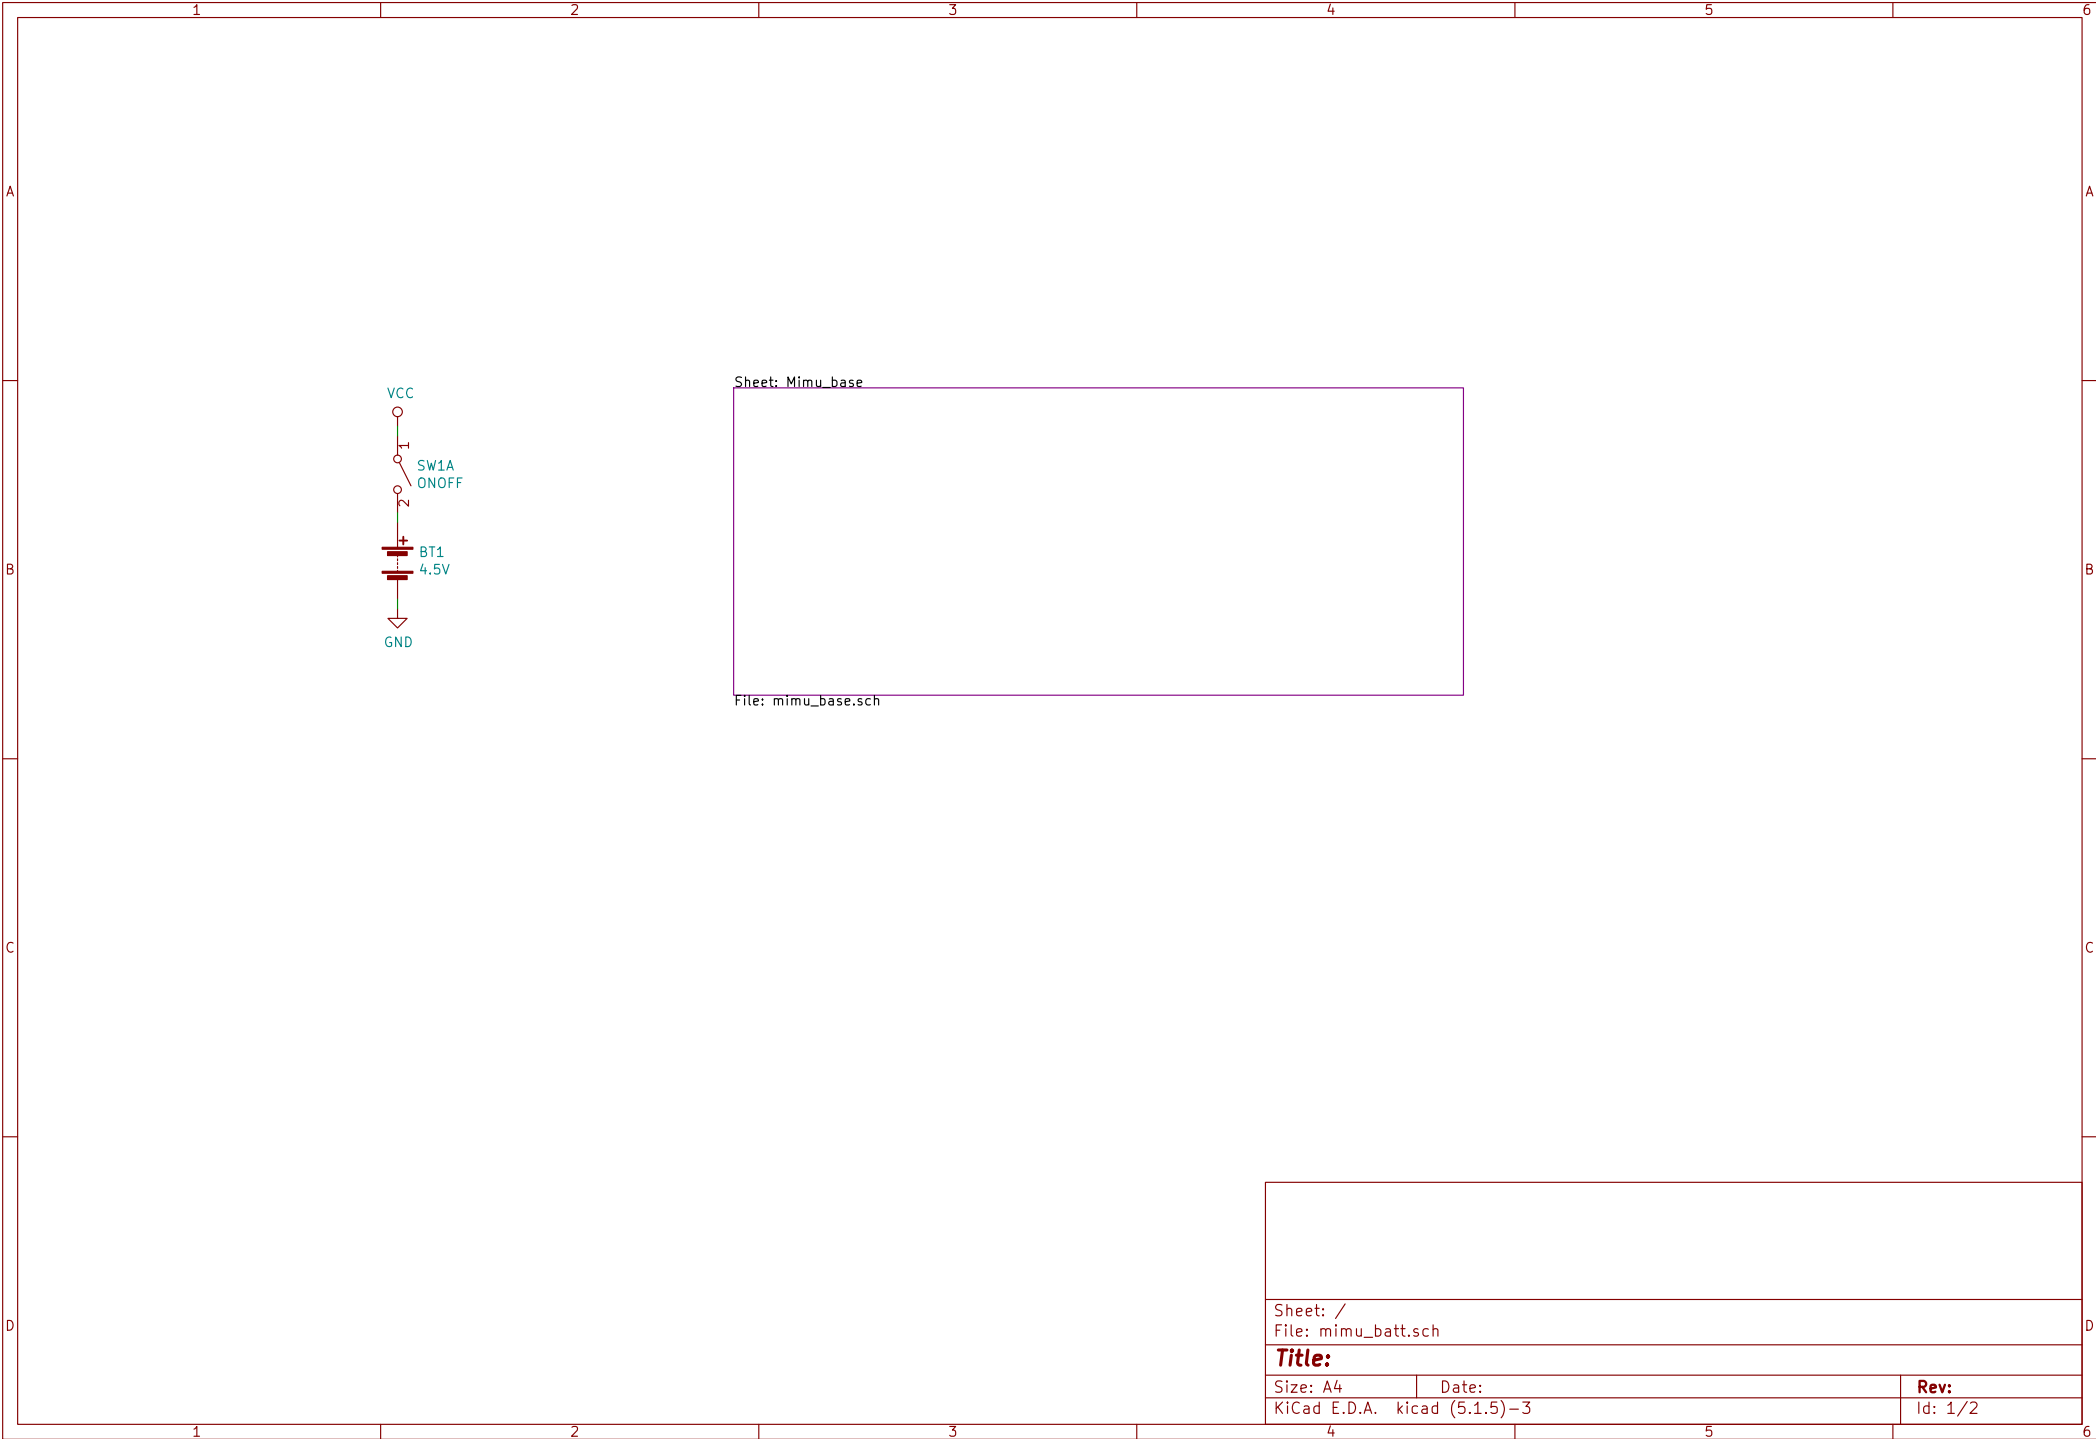 1 2 3 4 5 6
A A
Sheet: Mimu_base
VCC
1
SW1A
ONOFF
2
+
BT1
4.5V
B B
GND
File: mimu_base.sch
C C
Sheet: /
File: mimu_batt.sch
D D
Title:
Size: A4 Date: Rev:
KiCad E.D.A. kicad (5.1.5)-3 Id: 1/2
1 2 3 4 5 6